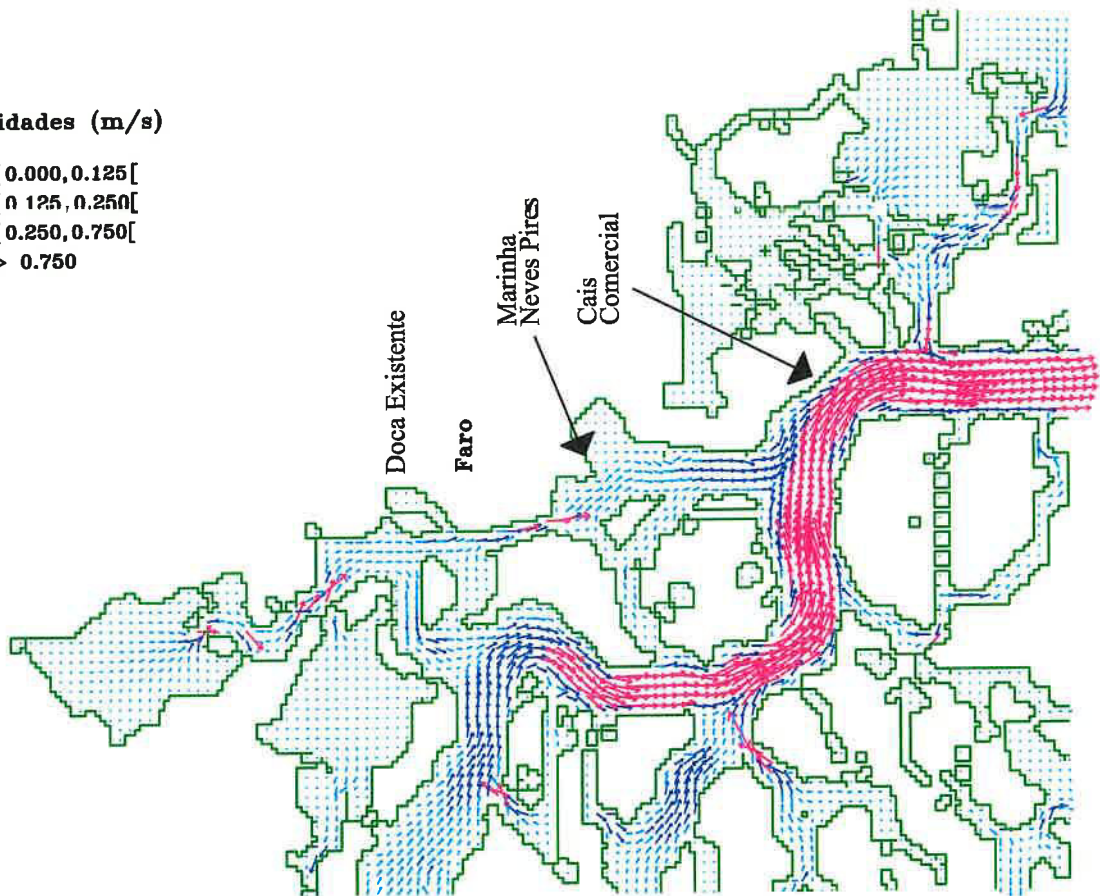 idades (m/s)
0.000,0.125[
0.125,0.250[
0.250,0.750[
> 0.750
Doca Existente
Faro
Marinha
Neves Pires
Cais
Comercial